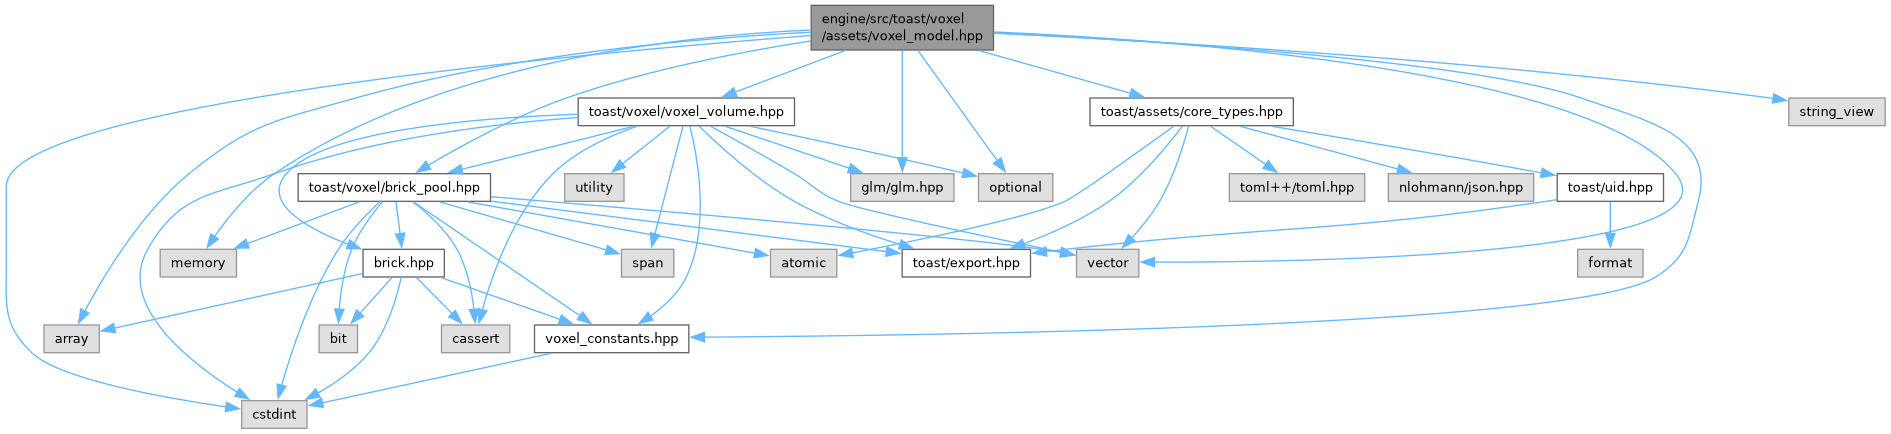 engine/src/toast/voxel
/assets/voxel_model.hpp
toast/voxel/voxel_volume.hpp
toast/assets/core_types.hpp
string_view
toast/voxel/brick_pool.hpp
utility
glm/glm.hpp
optional
toml++/toml.hpp
nlohmann/json.hpp
toast/uid.hpp
memory
brick.hpp
span
atomic
toast/export.hpp
vector
format
array
bit
cassert
voxel_constants.hpp
cstdint